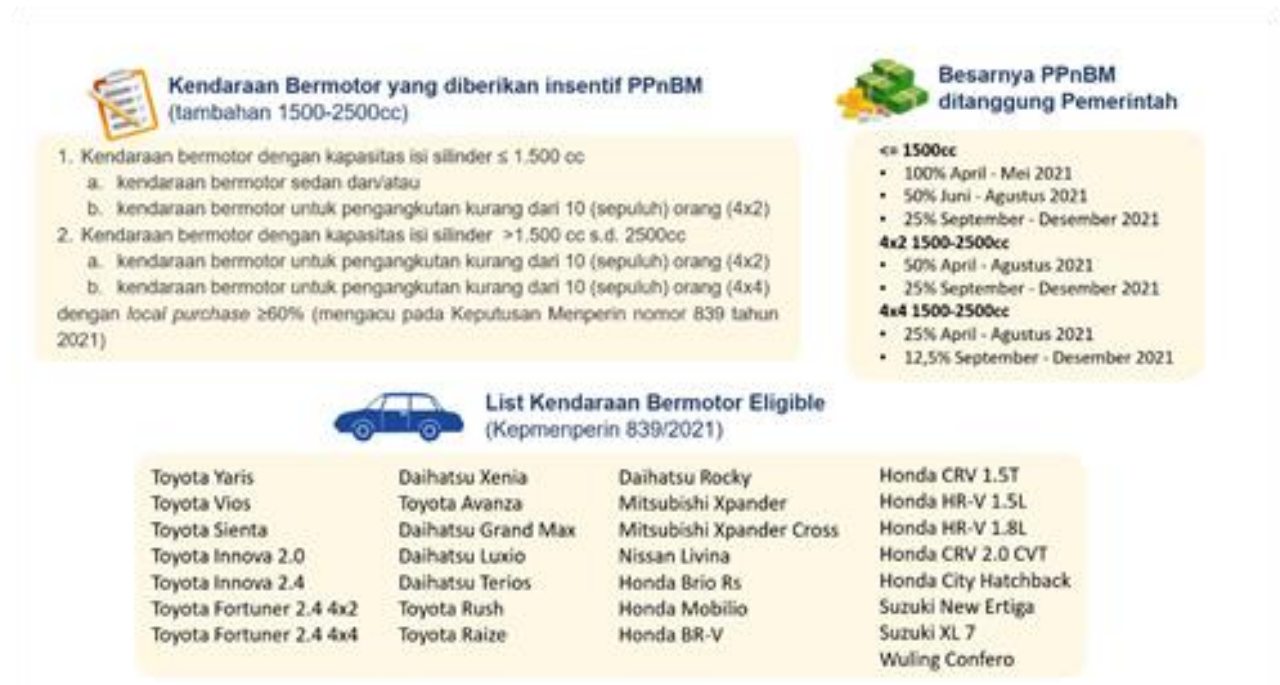 Kendaraan Bermotor yang diberikan insentif PPnBM
(tambahan 1500-2500cc)
1. Kendaraan bermotor dengan kapasitas isi silinder ≤ 1.500 cc
a. kendaraan bermotor sedan dan/atau
b. kendaraan bermotor untuk pengangkutan kurang dari 10 (sepuluh) orang (4x2)
2. Kendaraan bermotor dengan kapasitas isi silinder >1.500 cc s.d. 2500cc
a. kendaraan bermotor untuk pengangkutan kurang dari 10 (sepuluh) orang (4x2)
b. kendaraan bermotor untuk pengangkutan kurang dari 10 (sepuluh) orang (4x4)
dengan local purchase ≥60% (mengacu pada Keputusan Menperin nomor 839 tahun
2021)
Besarnya PPnBM
ditanggung Pemerintah
<= 1500cc
• 100% April - Mei 2021
• 50% Juni - Agustus 2021
• 25% September - Desember 2021
4x2 1500-2500cc
• 50% April - Agustus 2021
• 25% September - Desember 2021
4x4 1500-2500cc
• 25% April - Agustus 2021
• 12,5% September - Desember 2021
List Kendaraan Bermotor Eligible
(Kepmenperin 839/2021)
Toyota Yaris
Toyota Vios
Toyota Sienta
Toyota Innova 2.0
Toyota Innova 2.4
Toyota Fortuner 2.4 4x2
Toyota Fortuner 2.4 4x4
Daihatsu Xenia
Toyota Avanza
Daihatsu Grand Max
Daihatsu Luxio
Daihatsu Terios
Toyota Rush
Toyota Raize
Daihatsu Rocky
Mitsubishi Xpander
Mitsubishi Xpander Cross
Nissan Livina
Honda Brio Rs
Honda Mobilio
Honda BR-V
Honda CRV 1.5T
Honda HR-V 1.5L
Honda HR-V 1.8L
Honda CRV 2.0 CVT
Honda City Hatchback
Suzuki New Ertiga
Suzuki XL 7
Wuling Confero